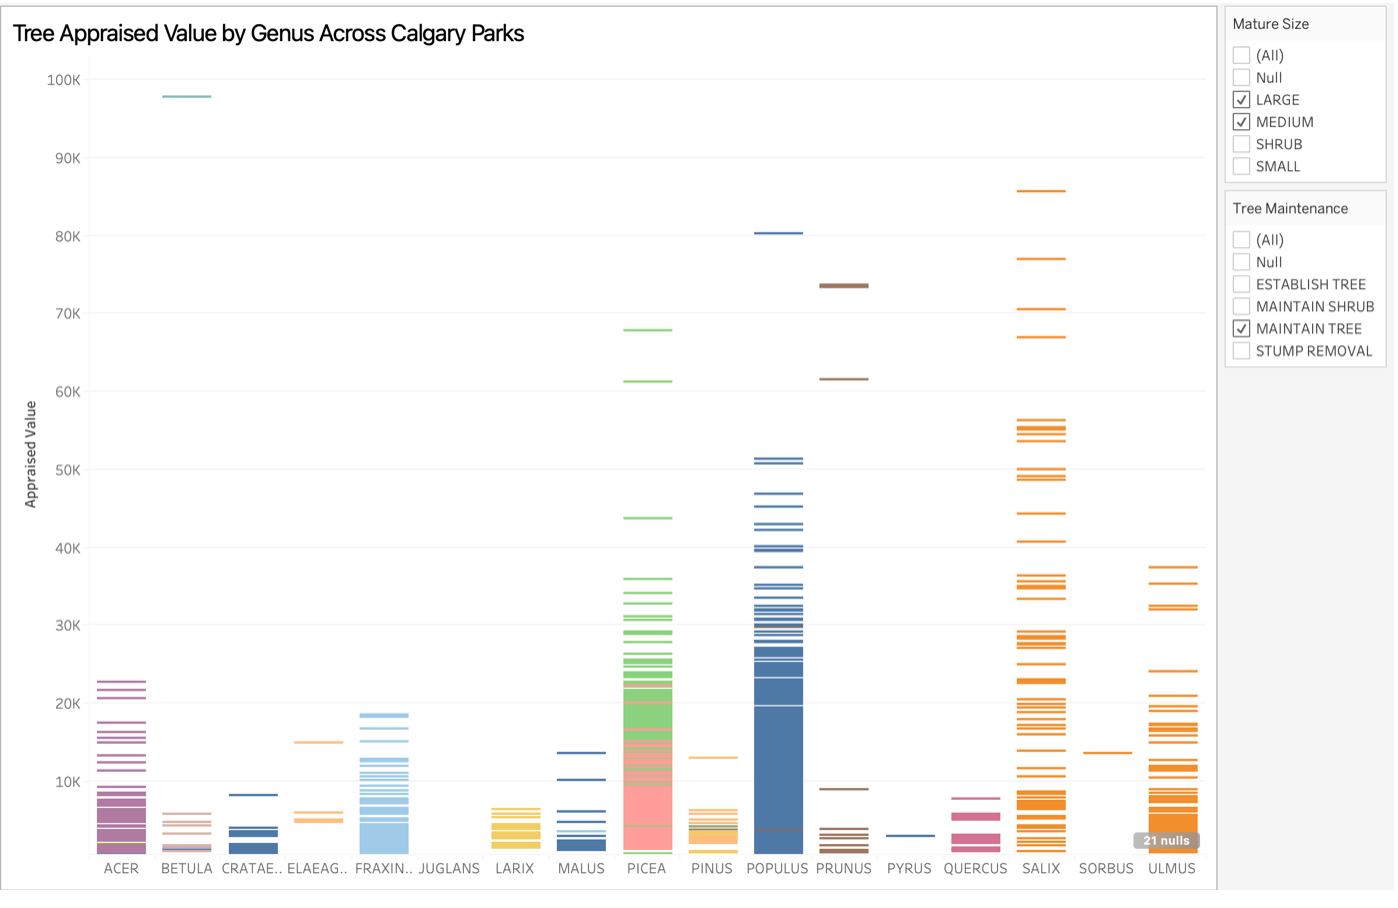 Tree Appraised Value by Genus Across Calgary Parks
100K
90K
80K
70K
60K
50K
40K
30K
20K
10K
Appraised Value
21 nulls
ACER BETULA CRATAE.. ELAEAG.. FRAXIN.. JUGLANS LARIX MALUS PICEA PINUS POPULUS PRUNUS PYRUS QUERCUS SALIX SORBUS ULMUS
Mature Size
(All)
Null
LARGE
MEDIUM
SHRUB
SMALL
Tree Maintenance
(All)
Null
ESTABLISH TREE
MAINTAIN SHRUB
MAINTAIN TREE
STUMP REMOVAL